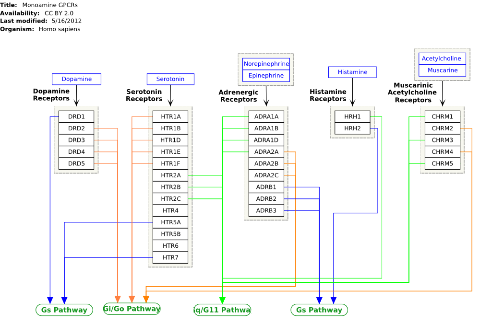 Title: Monoamine GPCRs
Availability: CC BY 2.0
Last modified: 5/16/2012
Organism: Homo sapiens
Dopamine
Serotonin
Norepinephrine
Epinephrine
Histamine
Acetylcholine
Muscarine
Dopamine
Receptors
Serotonin
Receptors
Adrenergic
Receptors
Histamine
Receptors
Muscarinic
Acetylcholine
Receptors
DRD1
DRD2
DRD3
DRD4
DRD5
HTR1A
HTR1B
HTR1D
HTR1E
HTR1F
HTR2A
HTR2B
HTR2C
HTR4
HTR5A
HTR5B
HTR6
HTR7
ADRA1A
ADRA1B
ADRA1D
ADRA2A
ADRA2B
ADRA2C
ADRB1
ADRB2
ADRB3
HRH1
HRH2
CHRM1
CHRM2
CHRM3
CHRM4
CHRM5
Gs Pathway
Gi/Go Pathway
iq/G11 Pathwa
Gs Pathway